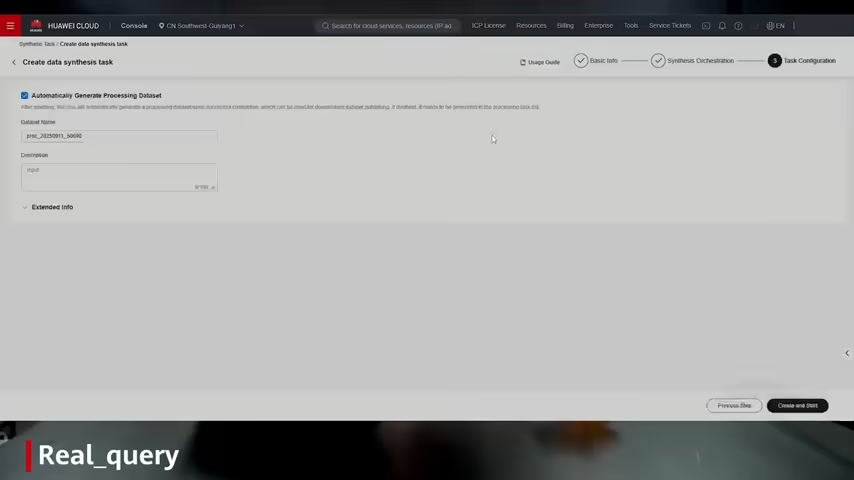 HUAWEI
HUAWEI CLOUD
Console
CN Southwest-Guiyang1
Search for cloud services, resources (IP ad...
ICP License
Resources
Billing
Enterprise
Tools
Service Tickets
EN
Synthesis Task / Create data synthesis task
Create data synthesis task
Usage Guide
Basic Info
Synthesis Orchestration
3
Task Configuration
Automatically Generate Processing Dataset
Dataset Name
Description
Input
Extended Info
Previous Step
Create and Start
Real_query